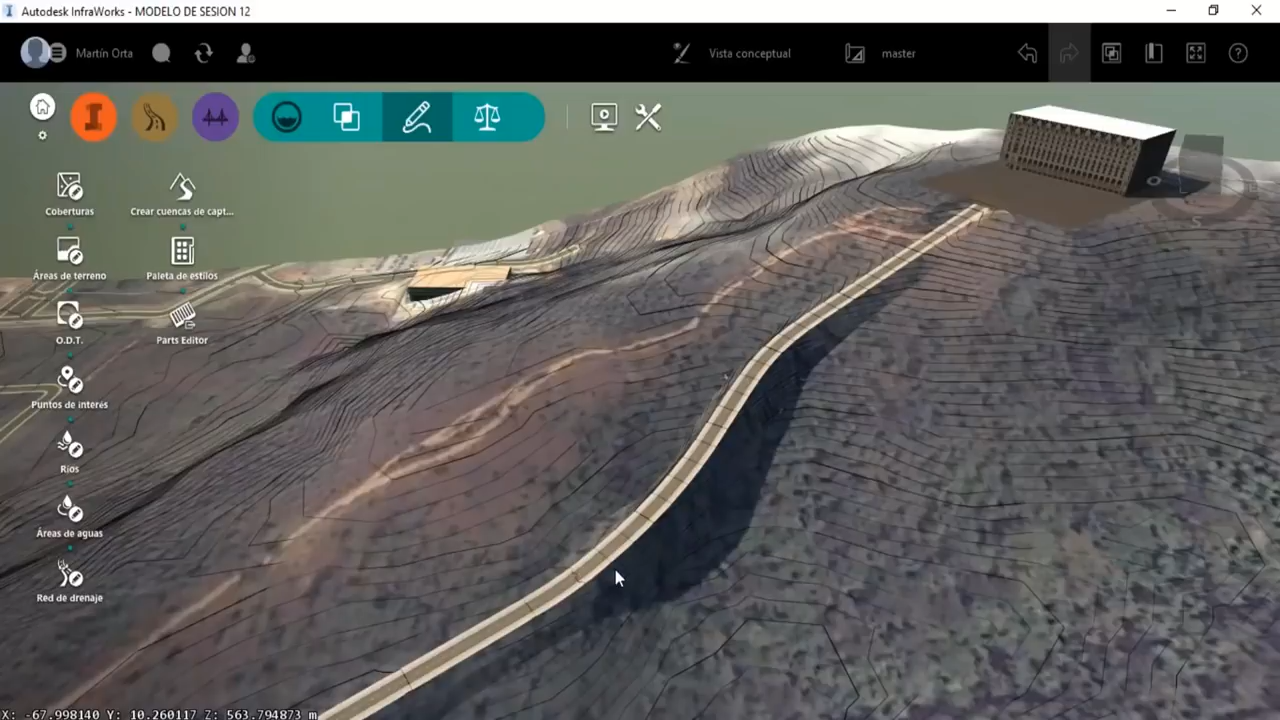 Autodesk InfraWorks - MODELO DE SESION 12
Martín Orta
Vista conceptual
master
Coberturas
Crear cuencas de capt...
Áreas de terreno
Paleta de estilos
O.D.T.
Parts Editor
Puntos de interés
Ríos
Áreas de aguas
Red de drenaje
S
X: -67.998140 Y: 10.260117 Z: 563.794873 m